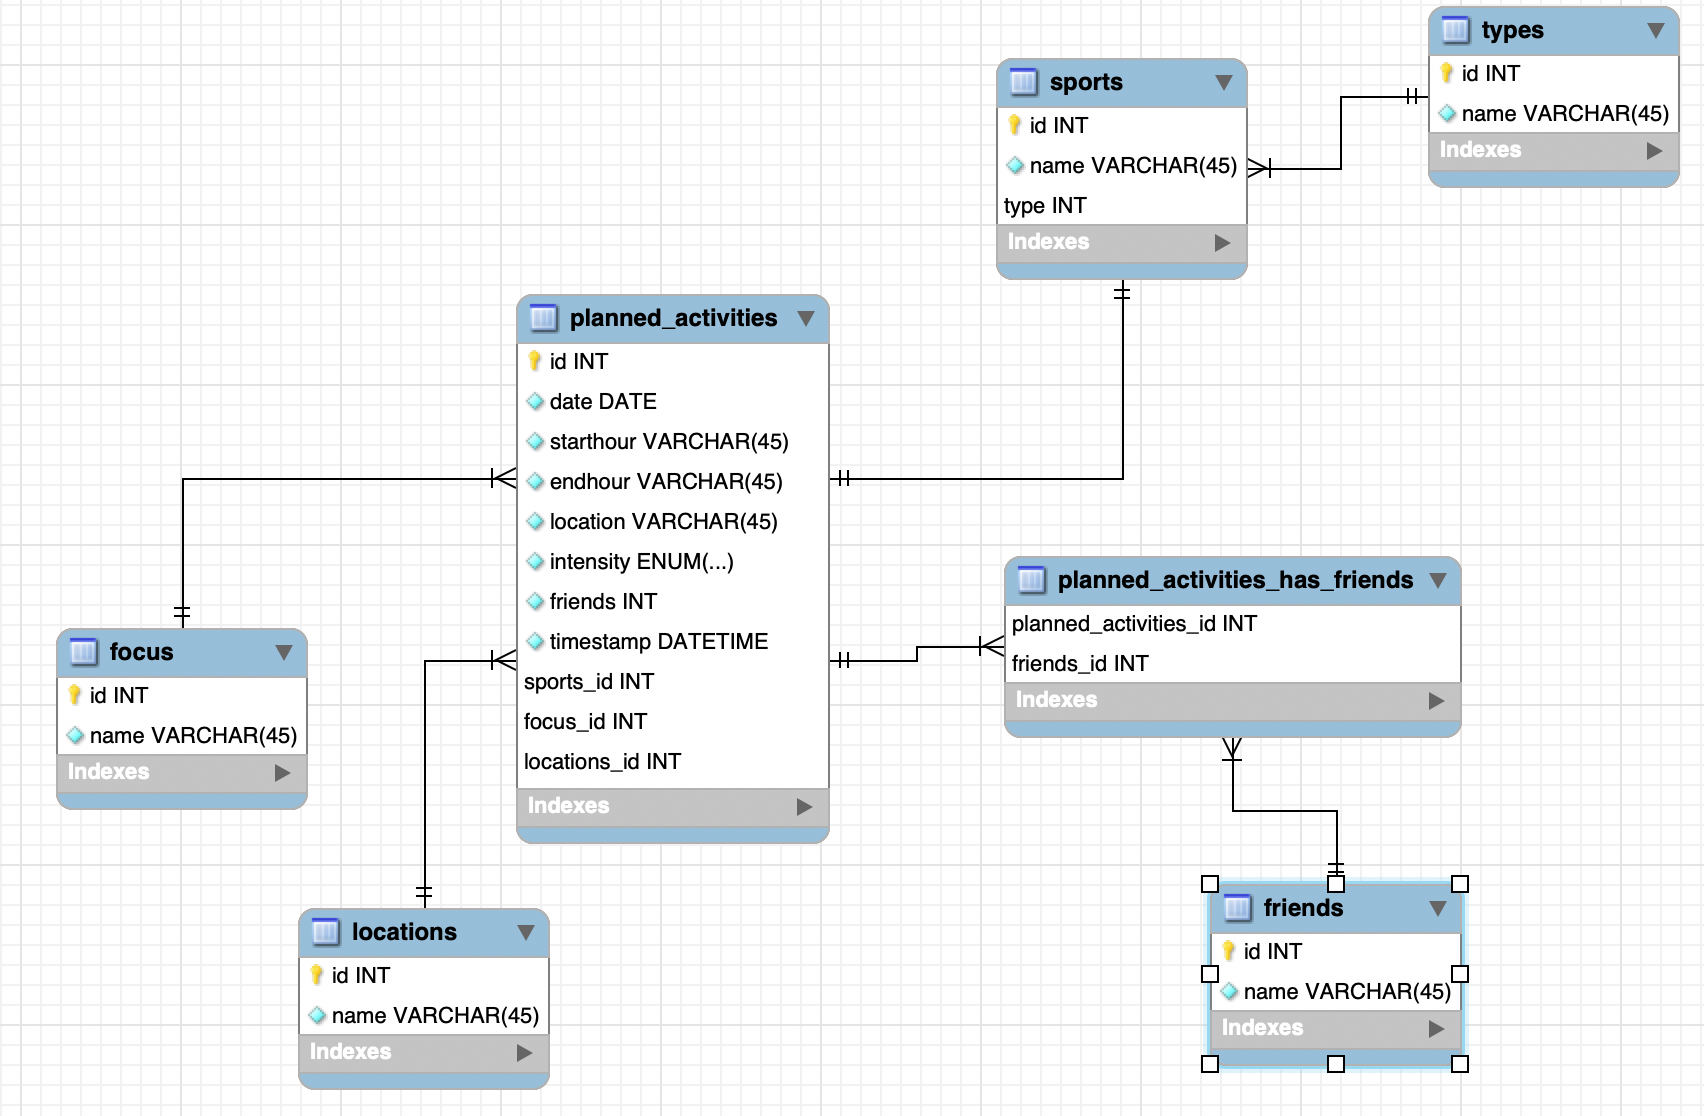 types
id INT
name VARCHAR(45)
Indexes
sports
id INT
name VARCHAR(45)
type INT
Indexes
planned_activities
id INT
date DATE
starthour VARCHAR(45)
endhour VARCHAR(45)
location VARCHAR(45)
intensity ENUM(...)
friends INT
timestamp DATETIME
sports_id INT
focus_id INT
locations_id INT
Indexes
planned_activities_has_friends
planned_activities_id INT
friends_id INT
Indexes
focus
id INT
name VARCHAR(45)
Indexes
locations
id INT
name VARCHAR(45)
Indexes
friends
id INT
name VARCHAR(45)
Indexes